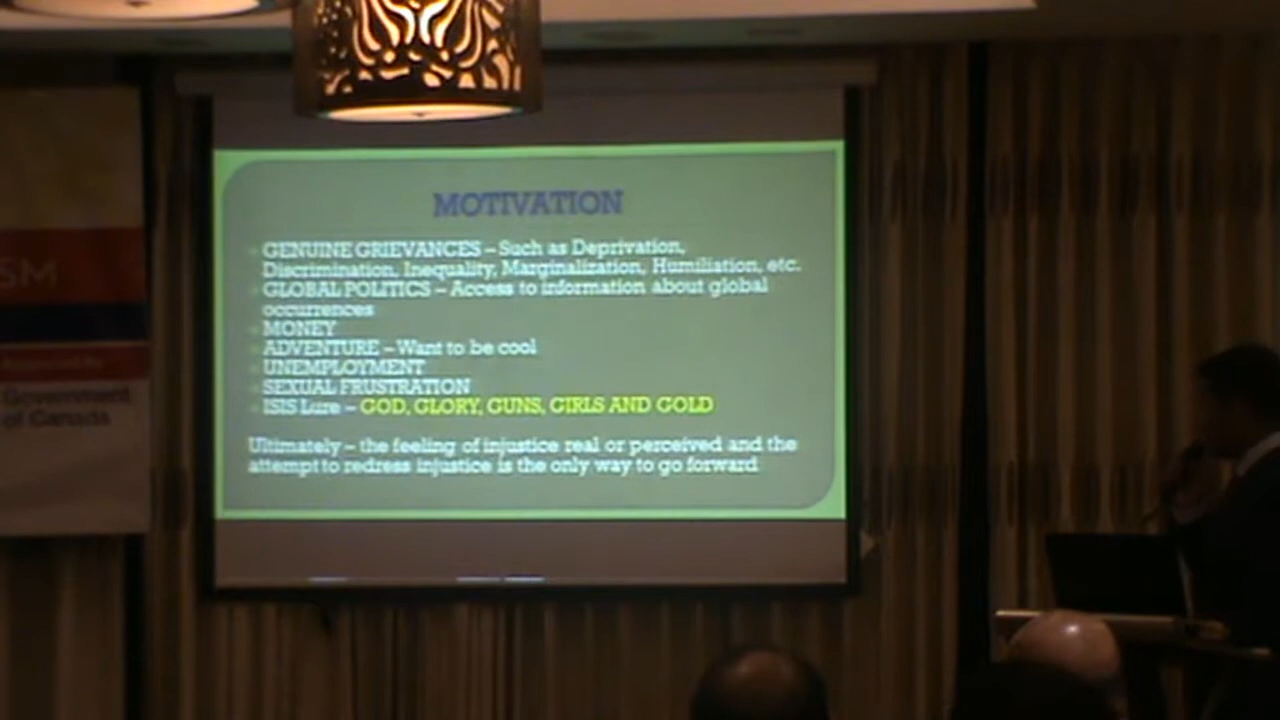 MOTIVATION
GENUINE GRIEVANCES – Such as Deprivation,
Discrimination, Inequality, Marginalization, Humiliation, etc.
GLOBAL POLITICS – Access to information about global
occurrences
MONEY
ADVENTURE – Want to be cool
UNEMPLOYMENT
SEXUAL FRUSTRATION
ISIS Lure – GOD, GLORY, GUNS, GIRLS AND GOLD
Ultimately – the feeling of injustice real or perceived and the
attempt to redress injustice is the only way to go forward
SM
Government
of Canada